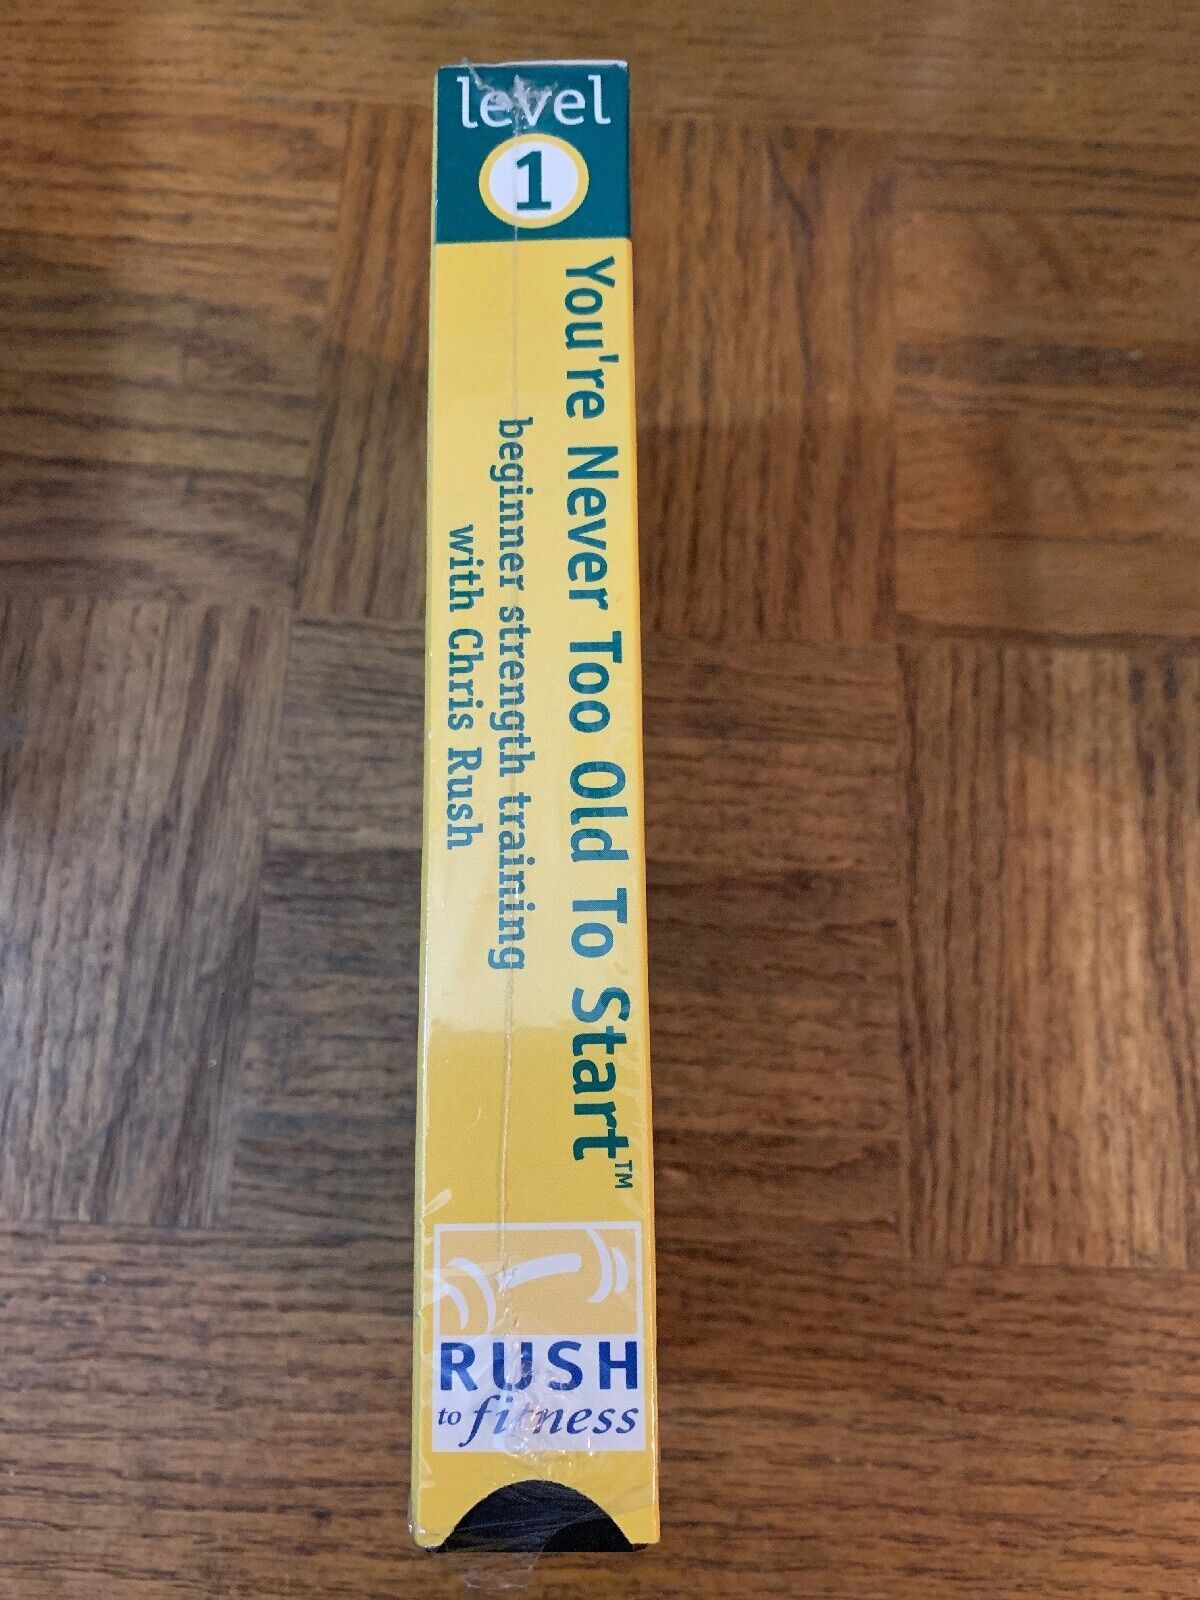 level
1
You're Never Too Old To Start™
beginner strength training
with Chris Rush
RUSH
to fitness